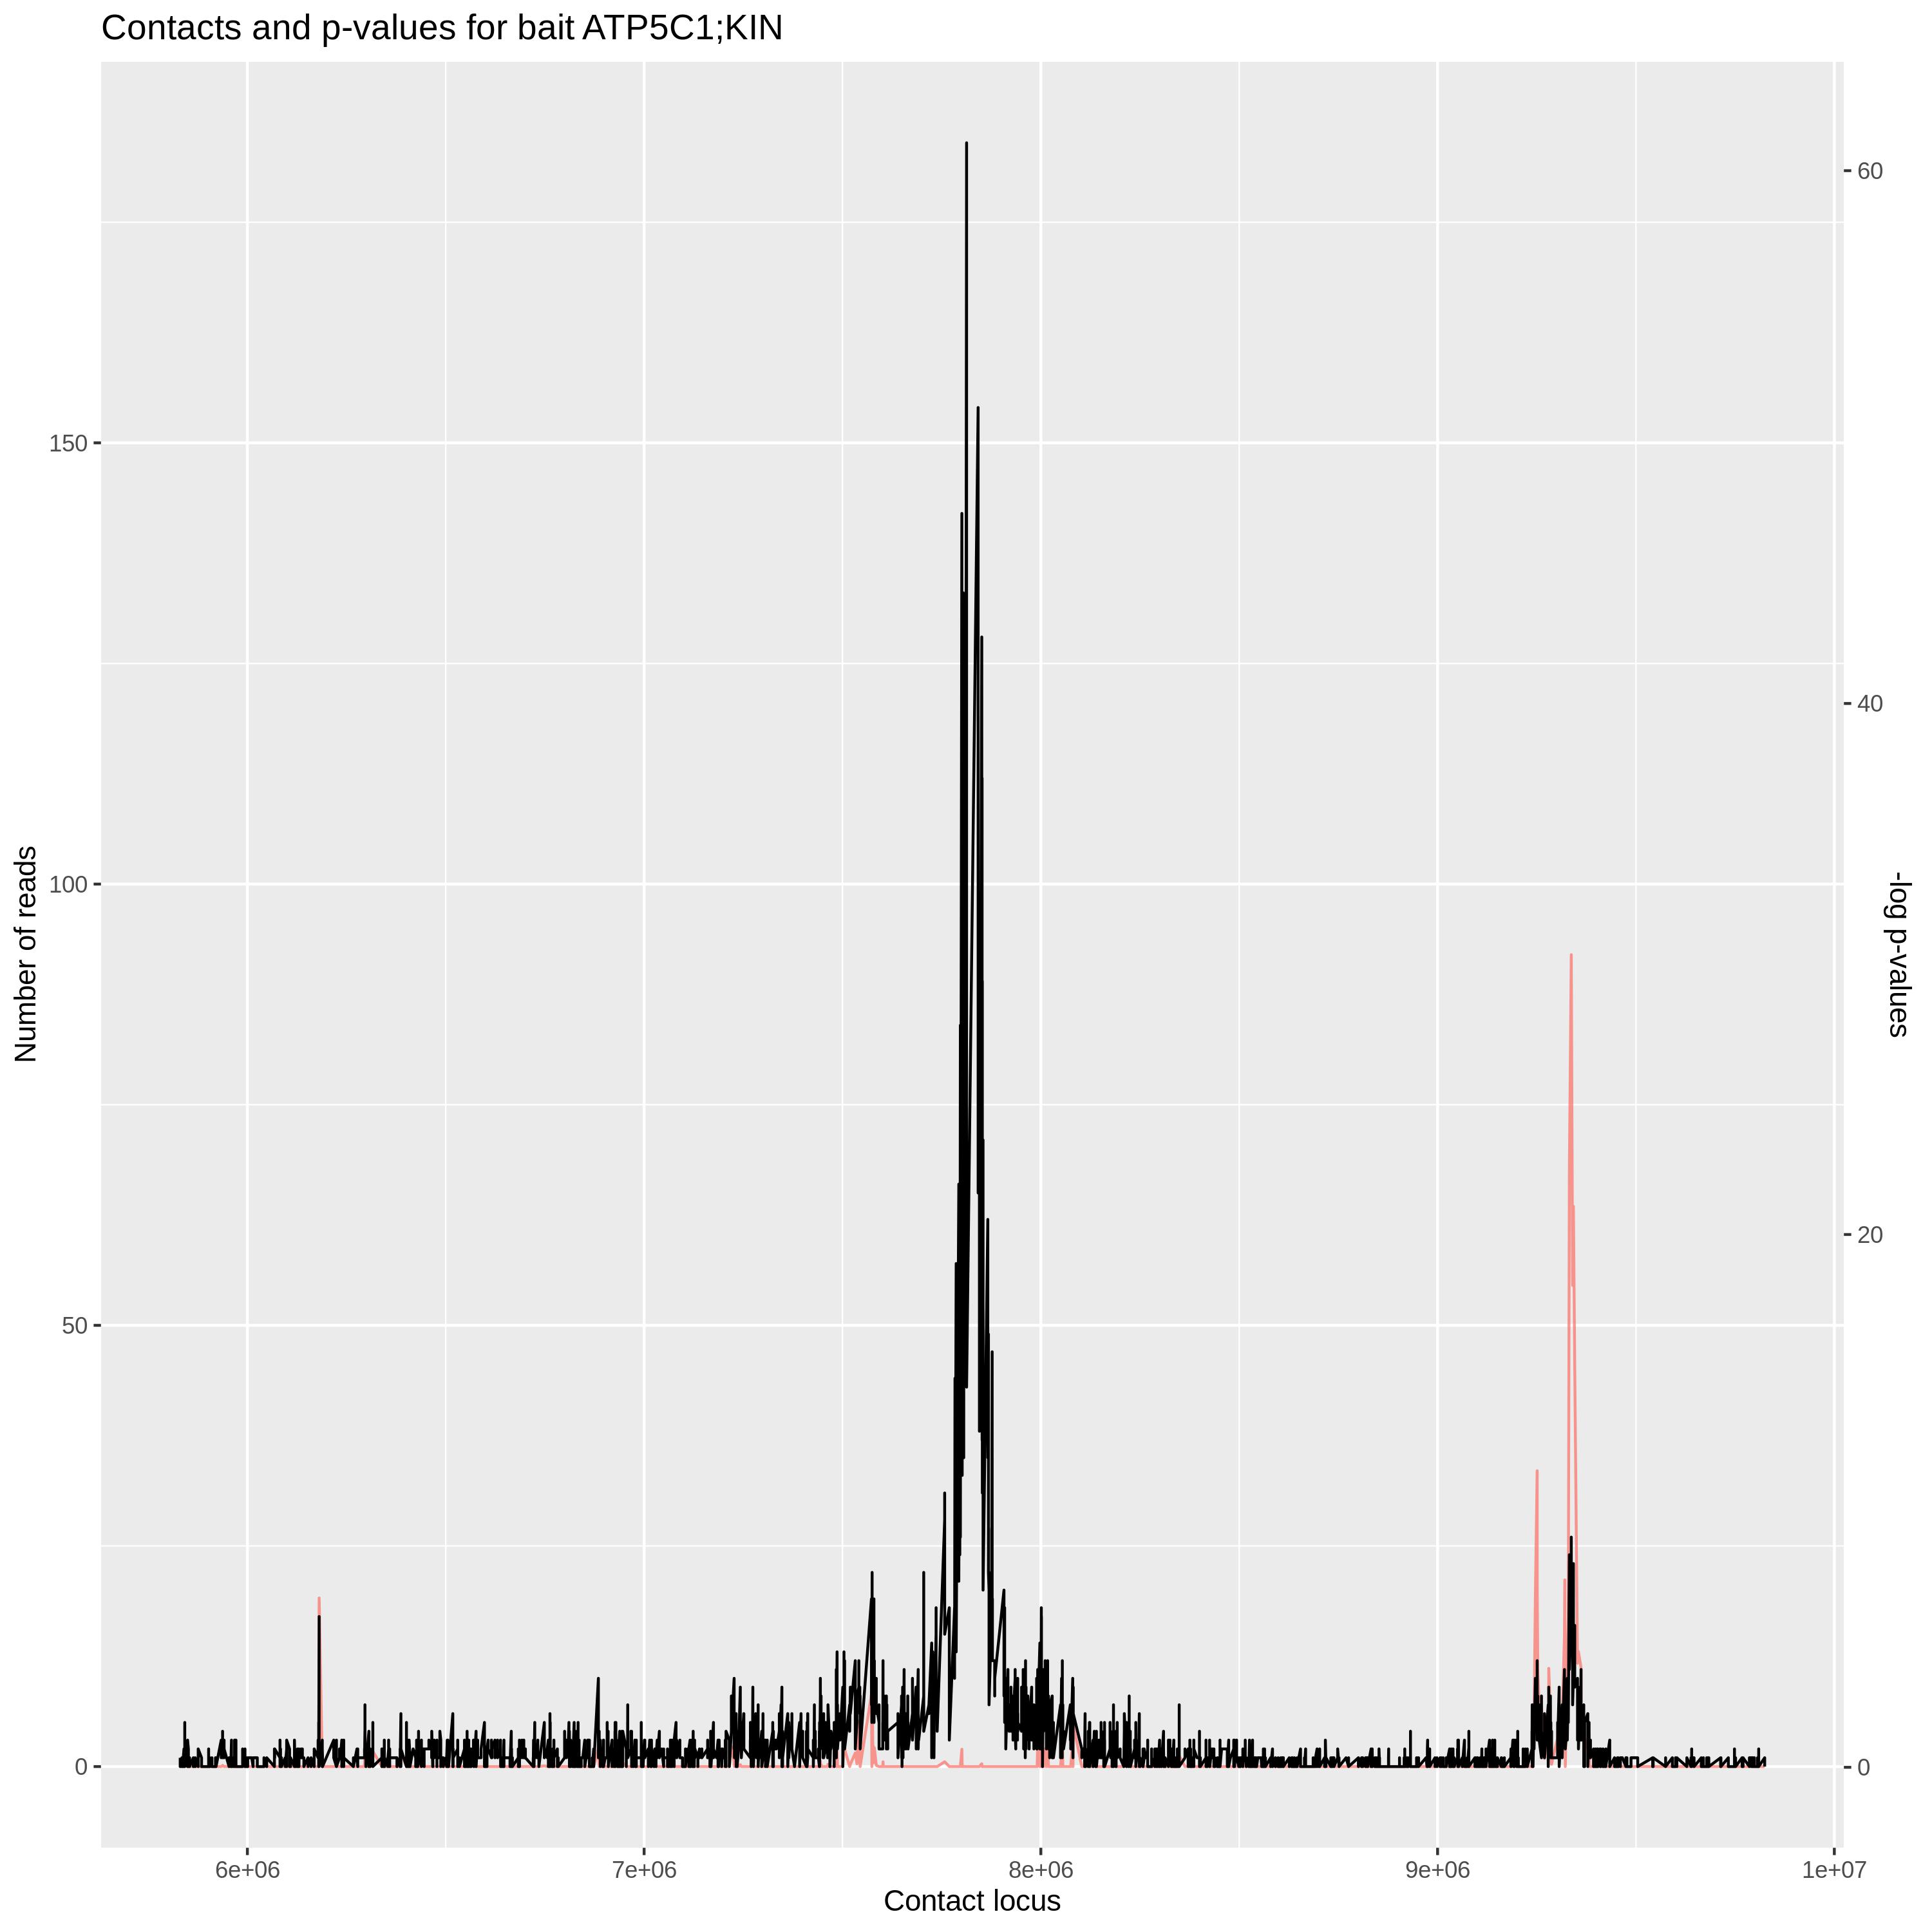 Contacts and p-values for bait ATP5C1;KIN
60
150
40
Number of reads
100
-log p-values
20
50
0
0
6e+06
7e+06
8e+06
9e+06
1e+07
Contact locus